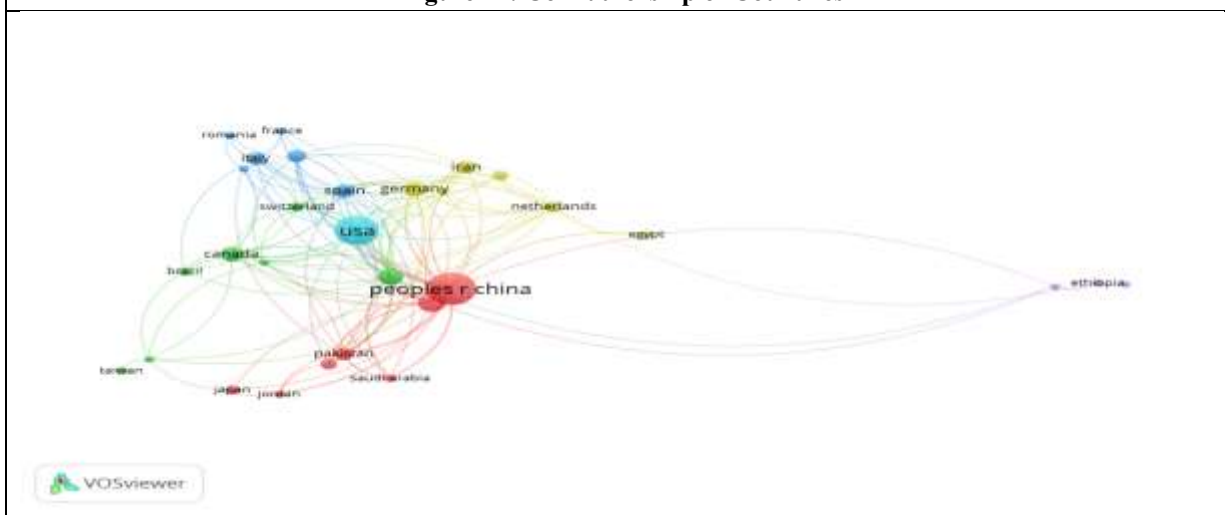 romania france
italy
iran
spain germany
switzerland netherlands
usa
egypt
canada
brazil
peoples r china
ethiopia
pakistan
saudi arabia
taiwan
japan jordan
VOSviewer